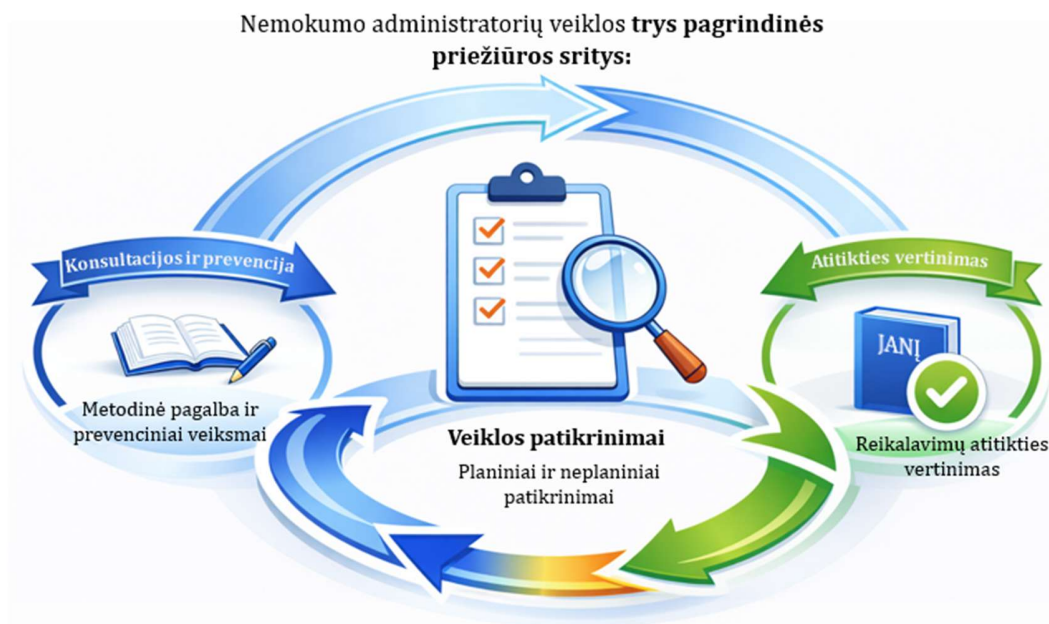 Nemokumo administratorių veiklos trys pagrindinės
priežiūros sritys:
Konsultacijos ir prevencija
Metodinė pagalba ir
prevenciniai veiksmai
Veiklos patikrinimai
Planiniai ir neplaniniai
patikrinimai
Atitikties vertinimas
JANĮ
Reikalavimų atitikties
vertinimas